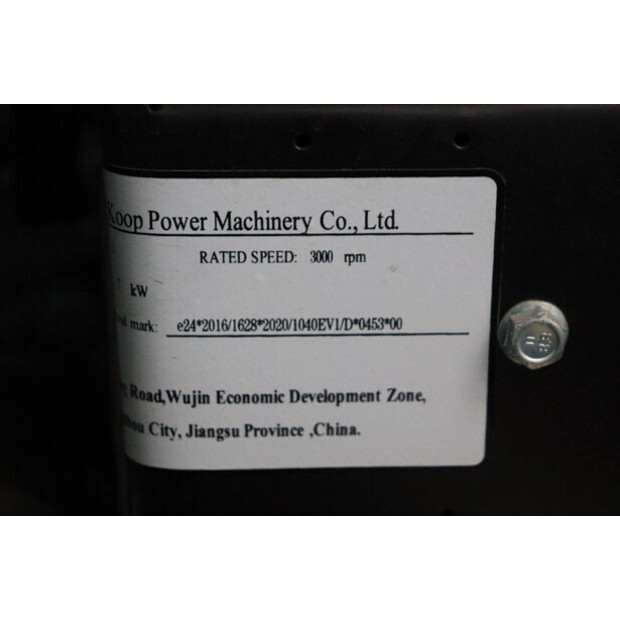 Koop Power Machinery Co., Ltd.
RATED SPEED: 3000 rpm
kW
mark: e24*2016/1628*2020/1040EV1/D*0453*00
Road,Wujin Economic Development Zone,
City, Jiangsu Province ,China.